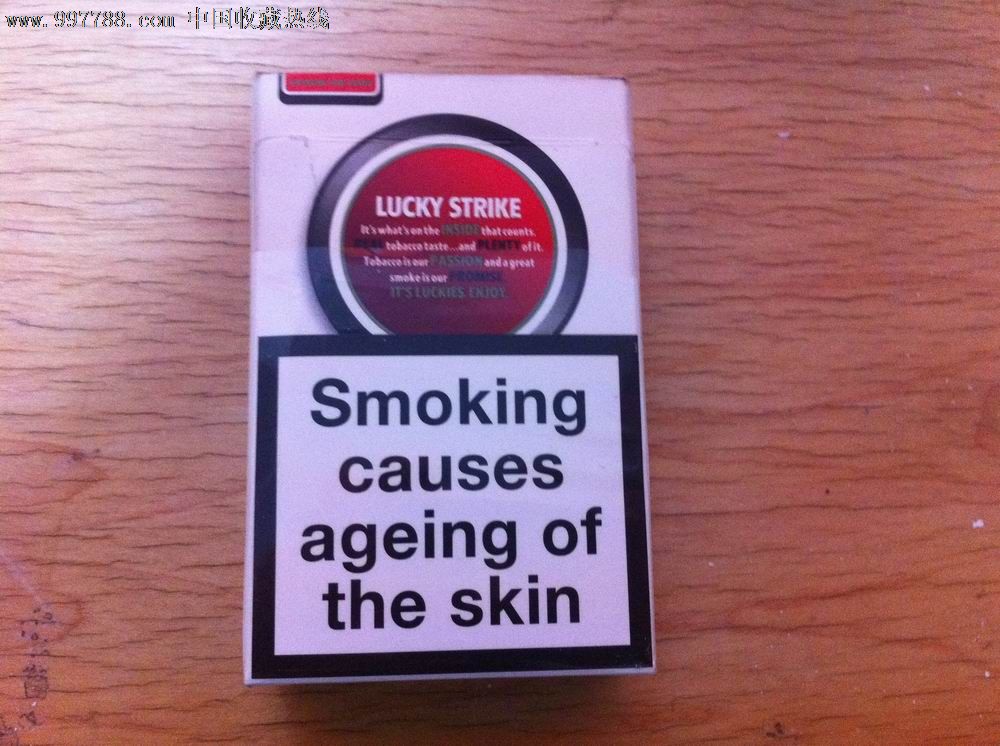 www.997788.com 中国收藏热线
LUCKY STRIKE
It's what's on the INSIDE that counts.
REAL tobacco taste...and PLENTY of it.
Tobacco is our PASSION and a great
smoke is our PROMISE.
IT'S LUCKIES. ENJOY.
Smoking
causes
ageing of
the skin